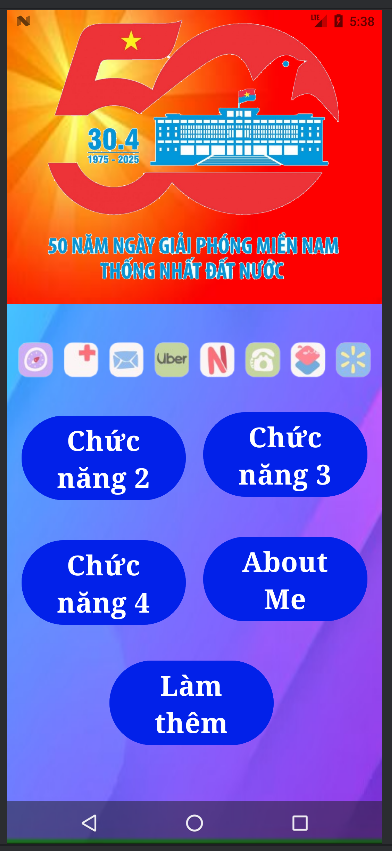 5:38
50
30.4
1975 - 2025
50 NĂM NGÀY GIẢI PHÓNG MIỀN NAM
THỐNG NHẤT ĐẤT NƯỚC
Uber
N
Chức
năng 2
Chức
năng 3
Chức
năng 4
About
Me
Làm
thêm